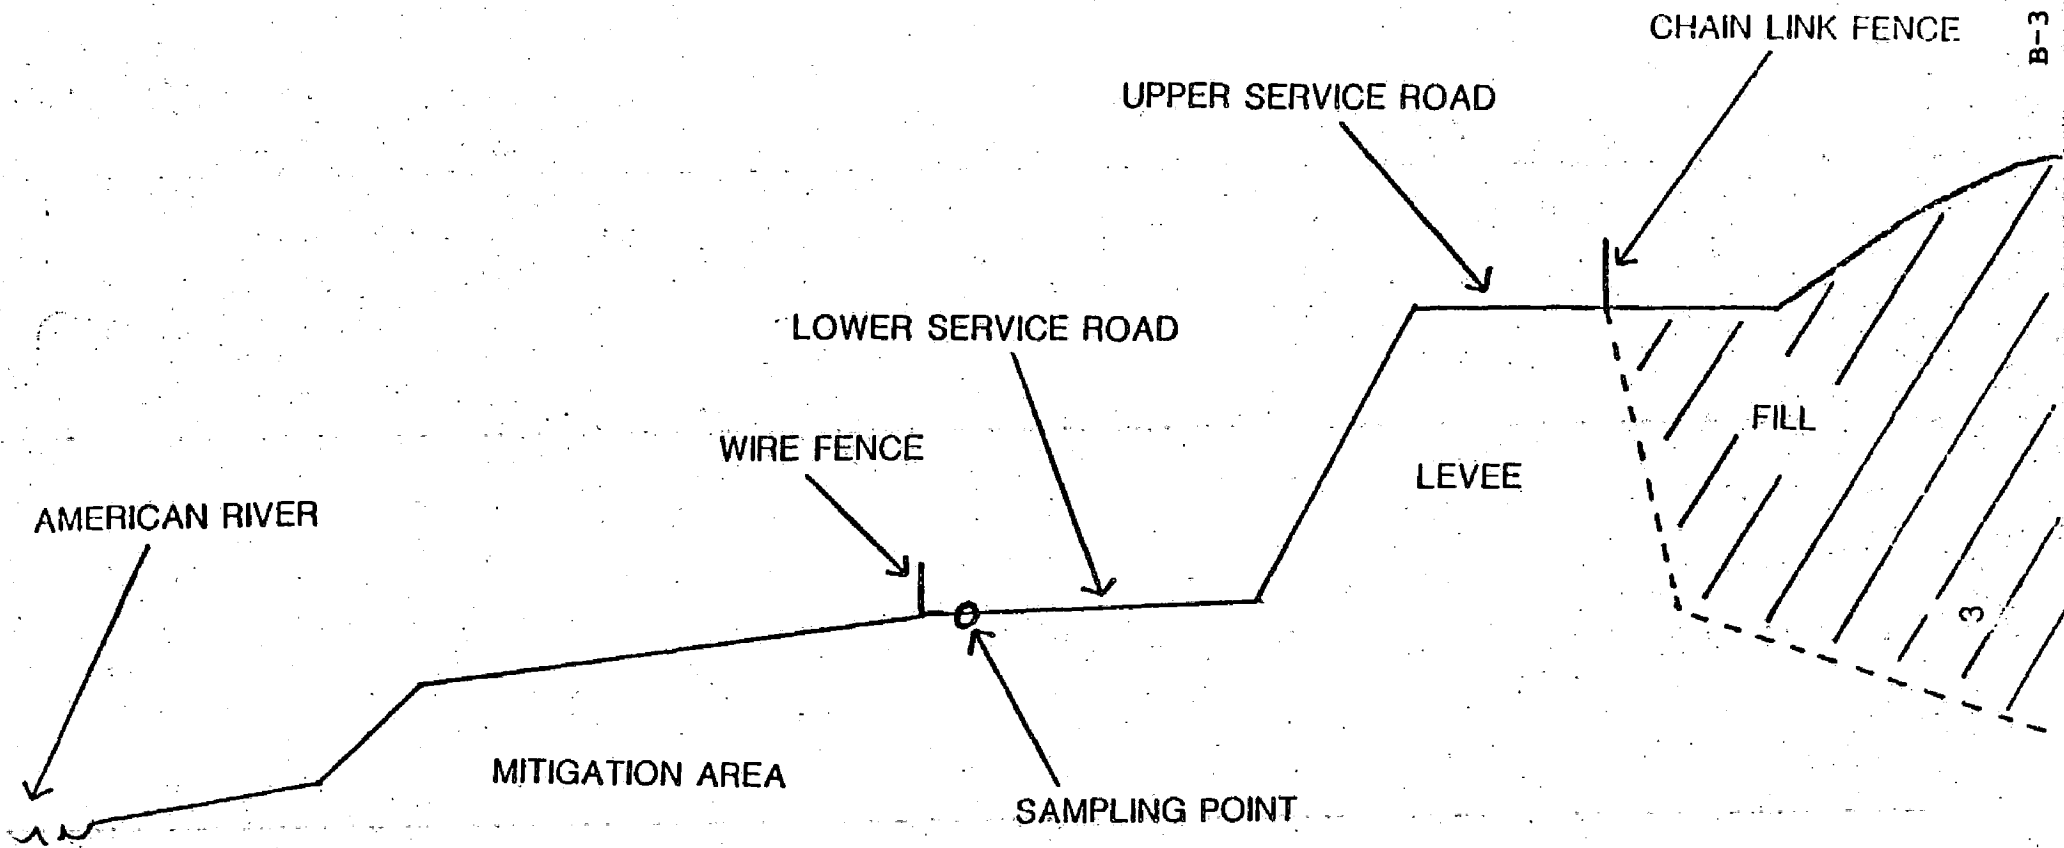 CHAIN LINK FENCE
B-3
UPPER SERVICE ROAD
LOWER SERVICE ROAD
FILL
WIRE FENCE
LEVEE
AMERICAN RIVER
3
MITIGATION AREA
SAMPLING POINT